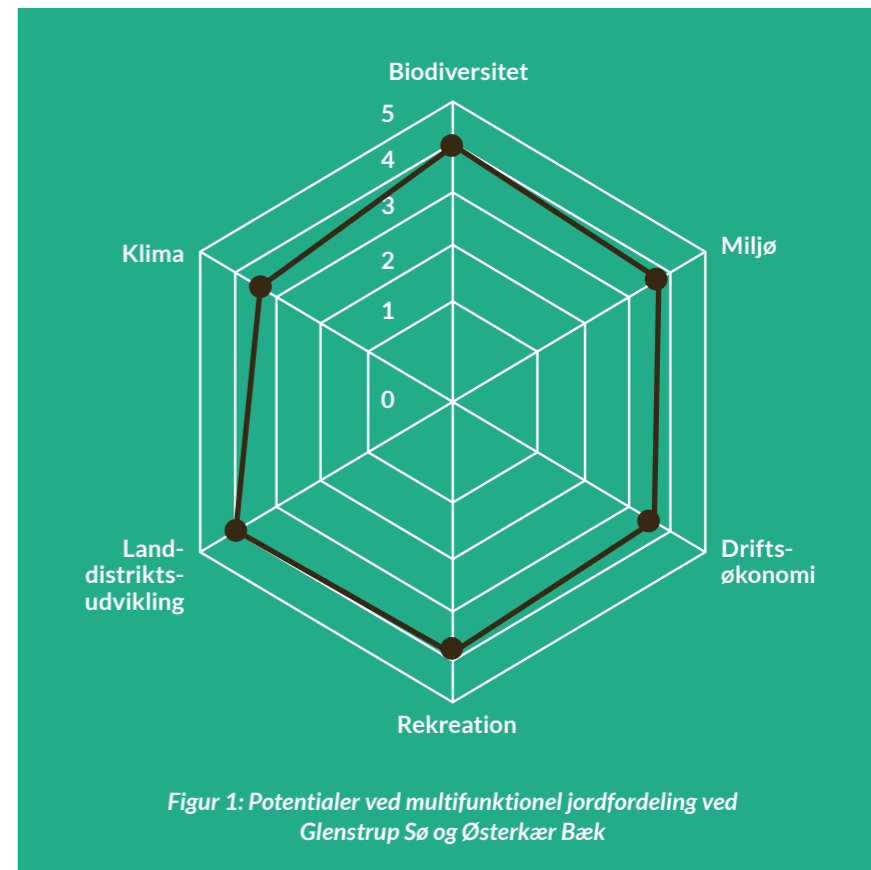 Biodiversitet
5
4
3
2
1
0
Klima
Miljø
Land-
distrikts-
udvikling
Drifts-
økonomi
Rekreation
Figur 1: Potentialer ved multifunktionel jordfordeling ved
Glenstrup Sø og Østerkær Bæk